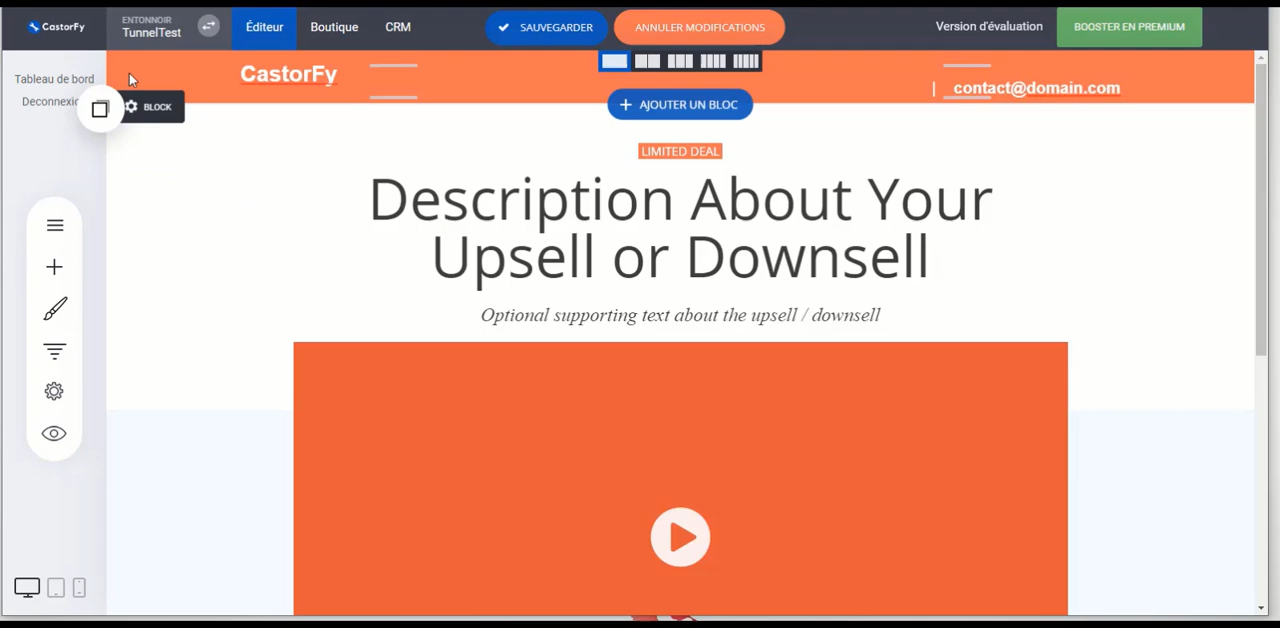 CastorFy
ENTONNOIR
TunnelTest
Éditeur
Boutique
CRM
SAUVEGARDER
ANNULER MODIFICATIONS
Version d'évaluation
BOOSTER EN PREMIUM
Tableau de bord
Deconnexio
BLOCK
CastorFy
| contact@domain.com
AJOUTER UN BLOC
LIMITED DEAL
Description About Your
Upsell or Downsell
Optional supporting text about the upsell / downsell